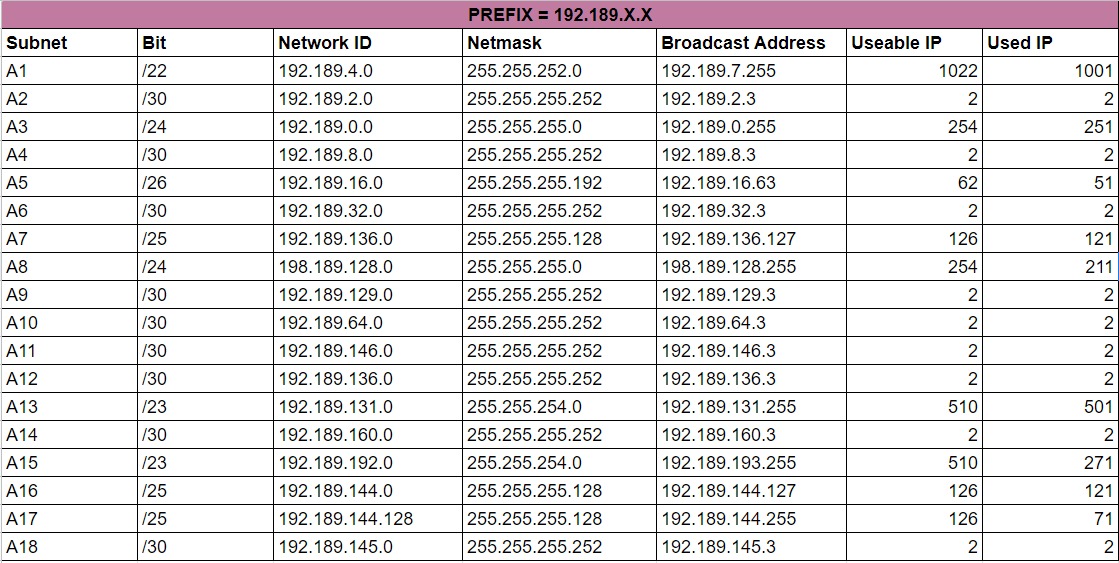 PREFIX = 192.189.X.X
Subnet Bit Network ID Netmask Broadcast Address Useable IP Used IP
A1 /22 192.189.4.0 255.255.252.0 192.189.7.255 1022 1001
A2 /30 192.189.2.0 255.255.255.252 192.189.2.3 2 2
A3 /24 192.189.0.0 255.255.255.0 192.189.0.255 254 251
A4 /30 192.189.8.0 255.255.255.252 192.189.8.3 2 2
A5 /26 192.189.16.0 255.255.255.192 192.189.16.63 62 51
A6 /30 192.189.32.0 255.255.255.252 192.189.32.3 2 2
A7 /25 192.189.136.0 255.255.255.128 192.189.136.127 126 121
A8 /24 198.189.128.0 255.255.255.0 198.189.128.255 254 211
A9 /30 192.189.129.0 255.255.255.252 192.189.129.3 2 2
A10 /30 192.189.64.0 255.255.255.252 192.189.64.3 2 2
A11 /30 192.189.146.0 255.255.255.252 192.189.146.3 2 2
A12 /30 192.189.136.0 255.255.255.252 192.189.136.3 2 2
A13 /23 192.189.131.0 255.255.254.0 192.189.131.255 510 501
A14 /30 192.189.160.0 255.255.255.252 192.189.160.3 2 2
A15 /23 192.189.192.0 255.255.254.0 192.189.193.255 510 271
A16 /25 192.189.144.0 255.255.255.128 192.189.144.127 126 121
A17 /25 192.189.144.128 255.255.255.128 192.189.144.255 126 71
A18 /30 192.189.145.0 255.255.255.252 192.189.145.3 2 2